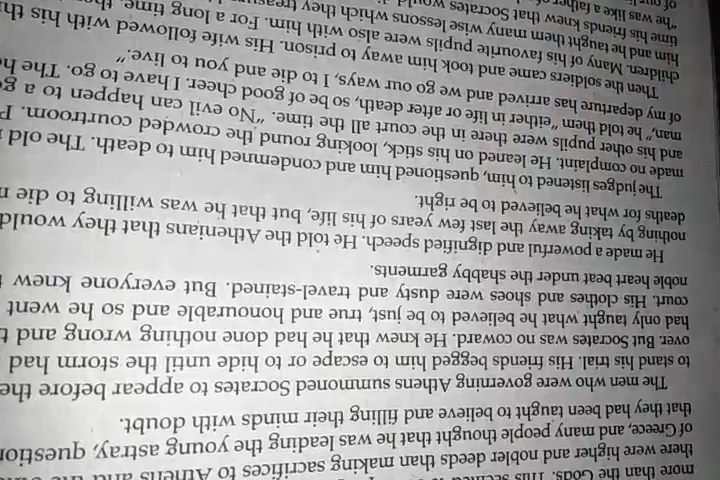 more than the Gods. This
there were higher and nobler deeds than making sacrifices to Athens and the
of Greece, and many people thought that he was leading the young astray, question
that they had been taught to believe and filling their minds with doubt.
The men who were governing Athens summoned Socrates to appear before the
to stand his trial. His friends begged him to escape or to hide until the storm had
over. But Socrates was no coward. He knew that he had done nothing wrong and
had only taught what he believed to be just, true and honourable and so he went
court. His clothes and shoes were dusty and travel-stained. But everyone knew
noble heart beat under the shabby garments.
He made a powerful and dignified speech. He told the Athenians that they would
nothing by taking away the last few years of his life, but that he was willing to die
deaths for what he believed to be right.
The judges listened to him, questioned him and condemned him to death. The old
made no complaint. He leaned on his stick, looking round the crowded courtroom. P
and his other pupils were there in the court all the time. "No evil can happen to a g
man," he told them "either in life or after death, so be of good cheer. I have to go. The h
of my departure has arrived and we go our ways, I to die and you to live."
Then the soldiers came and took him away to prison. His wife followed with his th
children. Many of his favourite pupils were also with him. For a long time,
him and he taught them many wise lessons which they
time his friends knew that Socrates would
"he was like a father
of our